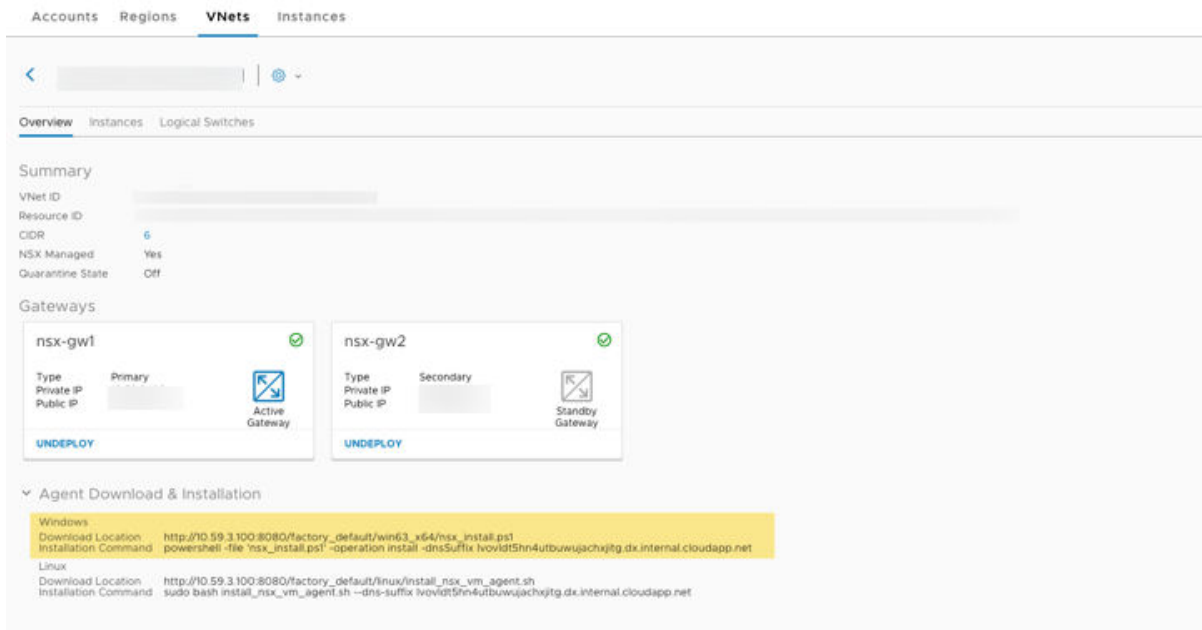 Accounts Regions VNets Instances
Overview Instances Logical Switches
Summary
VNet ID
Resource ID
CIDR 6
NSX Managed Yes
Quarantine State Off
Gateways
nsx-gw1
Type Primary
Private IP
Public IP
Active
Gateway
UNDEPLOY
nsx-gw2
Type Secondary
Private IP
Public IP
Standby
Gateway
UNDEPLOY
Agent Download & Installation
Windows
Download Location http://10.59.3.100:8080/factory_default/win63_x64/nsx_install.ps1
Installation Command powershell -file 'nsx_install.ps1' -operation install -dnsSuffix lvovldt5hn4utbuwujachxjitg.dx.internal.cloudapp.net
Linux
Download Location http://10.59.3.100:8080/factory_default/linux/install_nsx_vm_agent.sh
Installation Command sudo bash install_nsx_vm_agent.sh --dns-suffix lvovldt5hn4utbuwujachxjitg.dx.internal.cloudapp.net